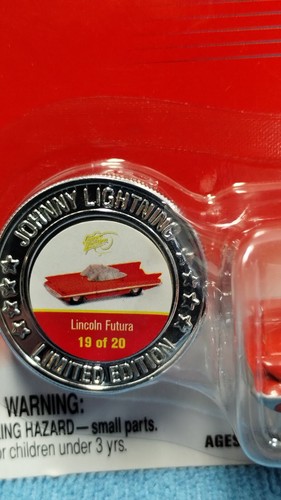 JOHNNY LIGHTNING
Lincoln Futura
19 of 20
LIMITED EDITION
WARNING:
ING HAZARD—small parts.
or children under 3 yrs.
AGES